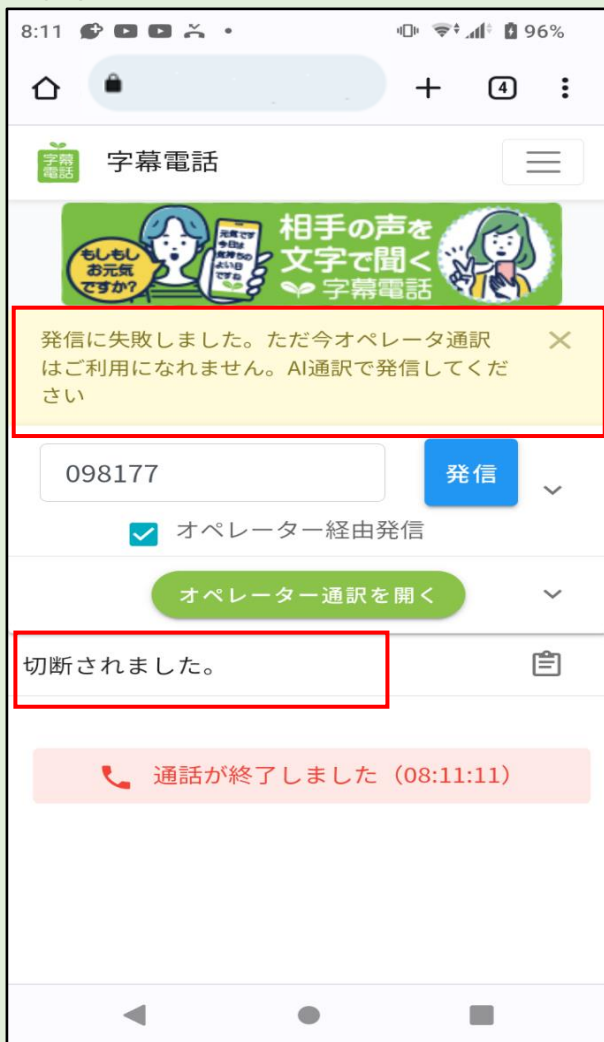 8:11
96%
4
字幕
電話
字幕電話
もしもし
お元気
ですか?
元気です
今日は
気持ちの
よい日
ですね
相手の声を
文字で聞く
字幕電話
発信に失敗しました。ただ今オペレータ通訳
はご利用になれません。AI通訳で発信してくだ
さい
098177
発信
オペレーター経由発信
オペレーター通訳を開く
切断されました。
通話が終了しました（08:11:11）